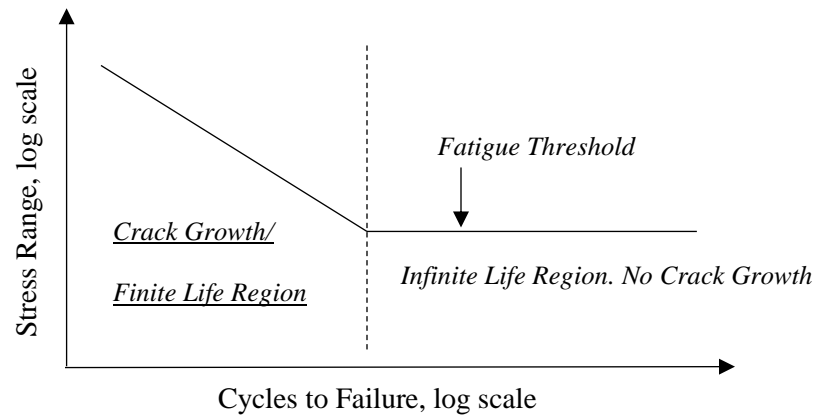 Stress Range, log scale
Fatigue Threshold
Crack Growth/
Finite Life Region
Infinite Life Region. No Crack Growth
Cycles to Failure, log scale